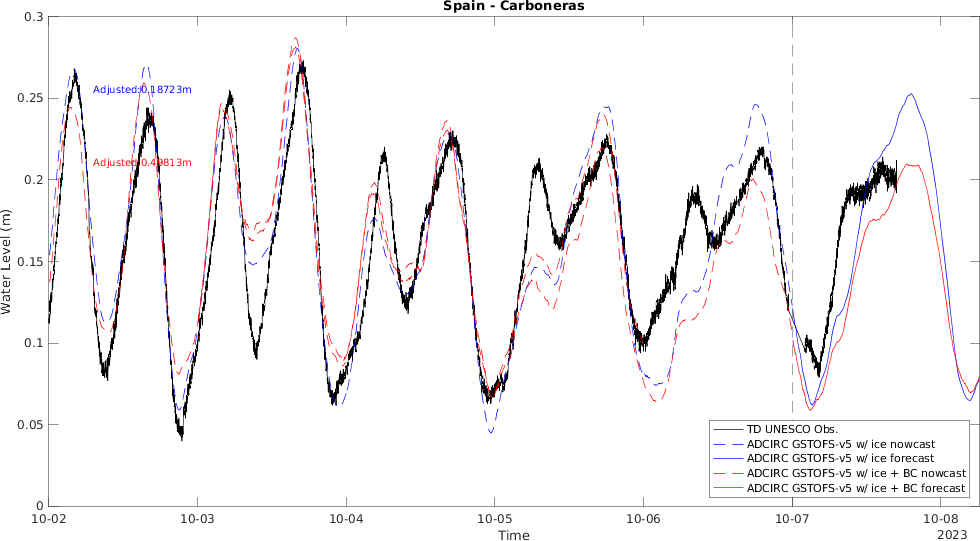 Spain - Carboneras
0.3
0.25
0.2
0.15
0.1
0.05
0
Water Level (m)
Adjusted:0.18723m
Adjusted:0.49813m
TD UNESCO Obs.
ADCIRC GSTOFS-v5 w/ ice nowcast
ADCIRC GSTOFS-v5 w/ ice forecast
ADCIRC GSTOFS-v5 w/ ice + BC nowcast
ADCIRC GSTOFS-v5 w/ ice + BC forecast
10-02 10-03 10-04 10-05 10-06 10-07 10-08
Time
2023